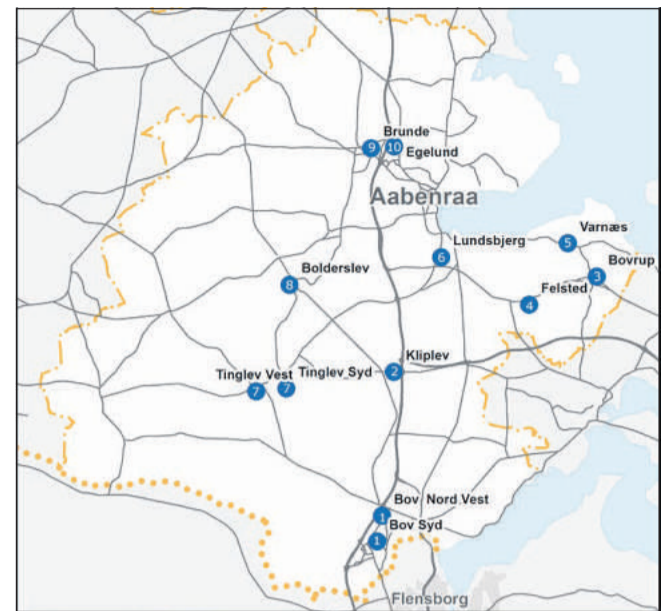 Brunde
9
10
Egelund
Aabenraa
Varnæs
5
Lundsbjerg
6
Bovrup
3
Bolderslev
8
Felsted
4
Kliplev
2
Tinglev Vest
Tinglev Syd
7
7
Bov Nord Vest
1
Bov Syd
1
Flensborg